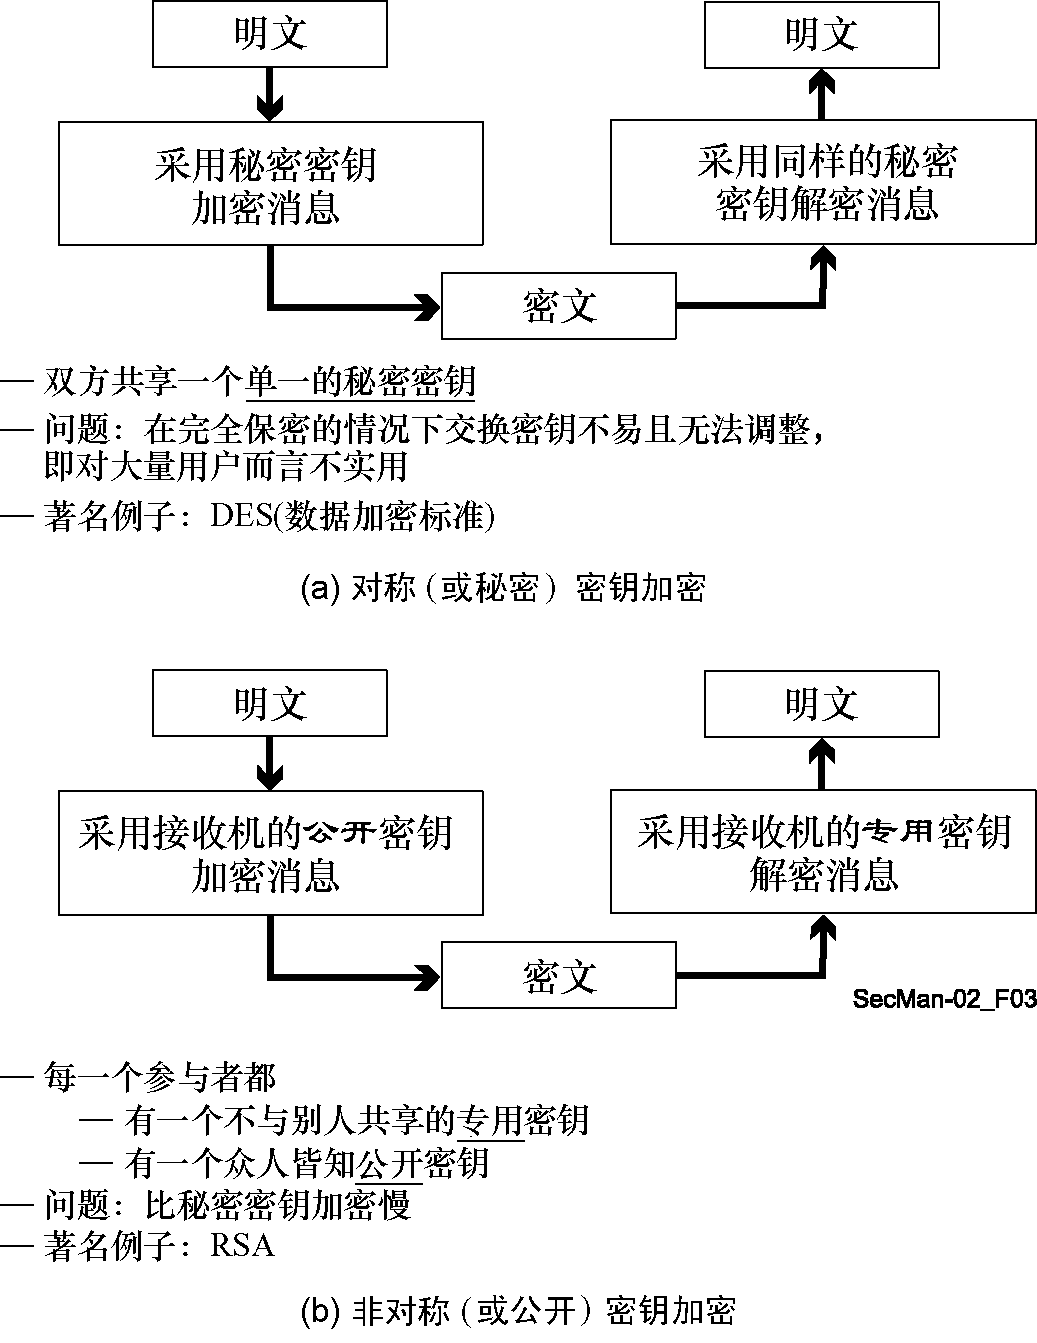 明文
明文
采用秘密密钥
加密消息
采用同样的秘密
密钥解密消息
密文
— 双方共享一个单一的秘密密钥
— 问题：在完全保密的情况下交换密钥不易且无法调整，
即对大量用户而言不实用
— 著名例子：DES(数据加密标准)
(a) 对称（或秘密）密钥加密
明文
明文
采用接收机的公开密钥
加密消息
采用接收机的专用密钥
解密消息
密文
SecMan-02_F03
— 每一个参与者都
— 有一个不与别人共享的专用密钥
— 有一个众人皆知公开密钥
— 问题：比秘密密钥加密慢
— 著名例子：RSA
(b) 非对称（或公开）密钥加密